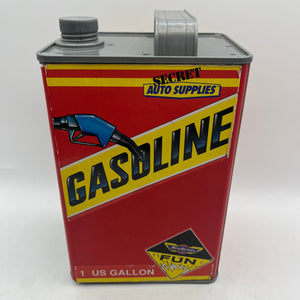 SECRET
AUTO SUPPLIES
GASOLINE
FUN
1 US GALLON